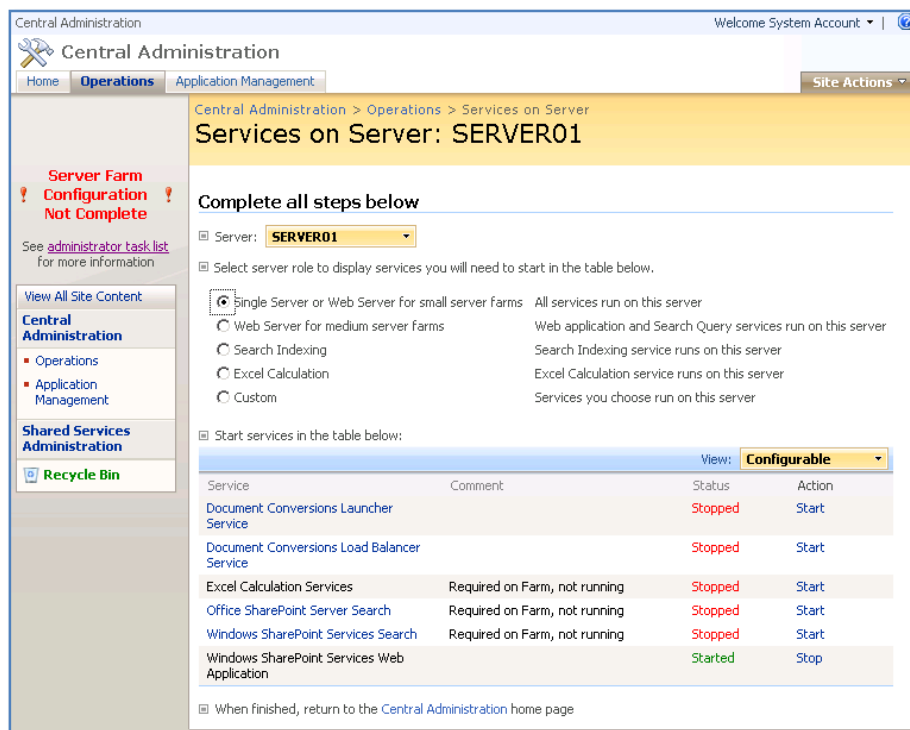 Central Administration
Welcome System Account
Central Administration
Home
Operations
Application Management
Site Actions
Central Administration > Operations > Services on Server
Services on Server: SERVER01
Server Farm
! Configuration !
Not Complete
See administrator task list
for more information
View All Site Content
Central
Administration
Operations
Application
Management
Shared Services
Administration
Recycle Bin
Complete all steps below
Server: SERVER01
Select server role to display services you will need to start in the table below.
Single Server or Web Server for small server farms All services run on this server
Web Server for medium server farms Web application and Search Query services run on this server
Search Indexing Search Indexing service runs on this server
Excel Calculation Excel Calculation service runs on this server
Custom Services you choose run on this server
Start services in the table below:
View: Configurable
Service Comment Status Action
Document Conversions Launcher
Service
Stopped Start
Document Conversions Load Balancer
Service
Stopped Start
Excel Calculation Services Required on Farm, not running Stopped Start
Office SharePoint Server Search Required on Farm, not running Stopped Start
Windows SharePoint Services Search Required on Farm, not running Stopped Start
Windows SharePoint Services Web
Application
Started Stop
When finished, return to the Central Administration home page